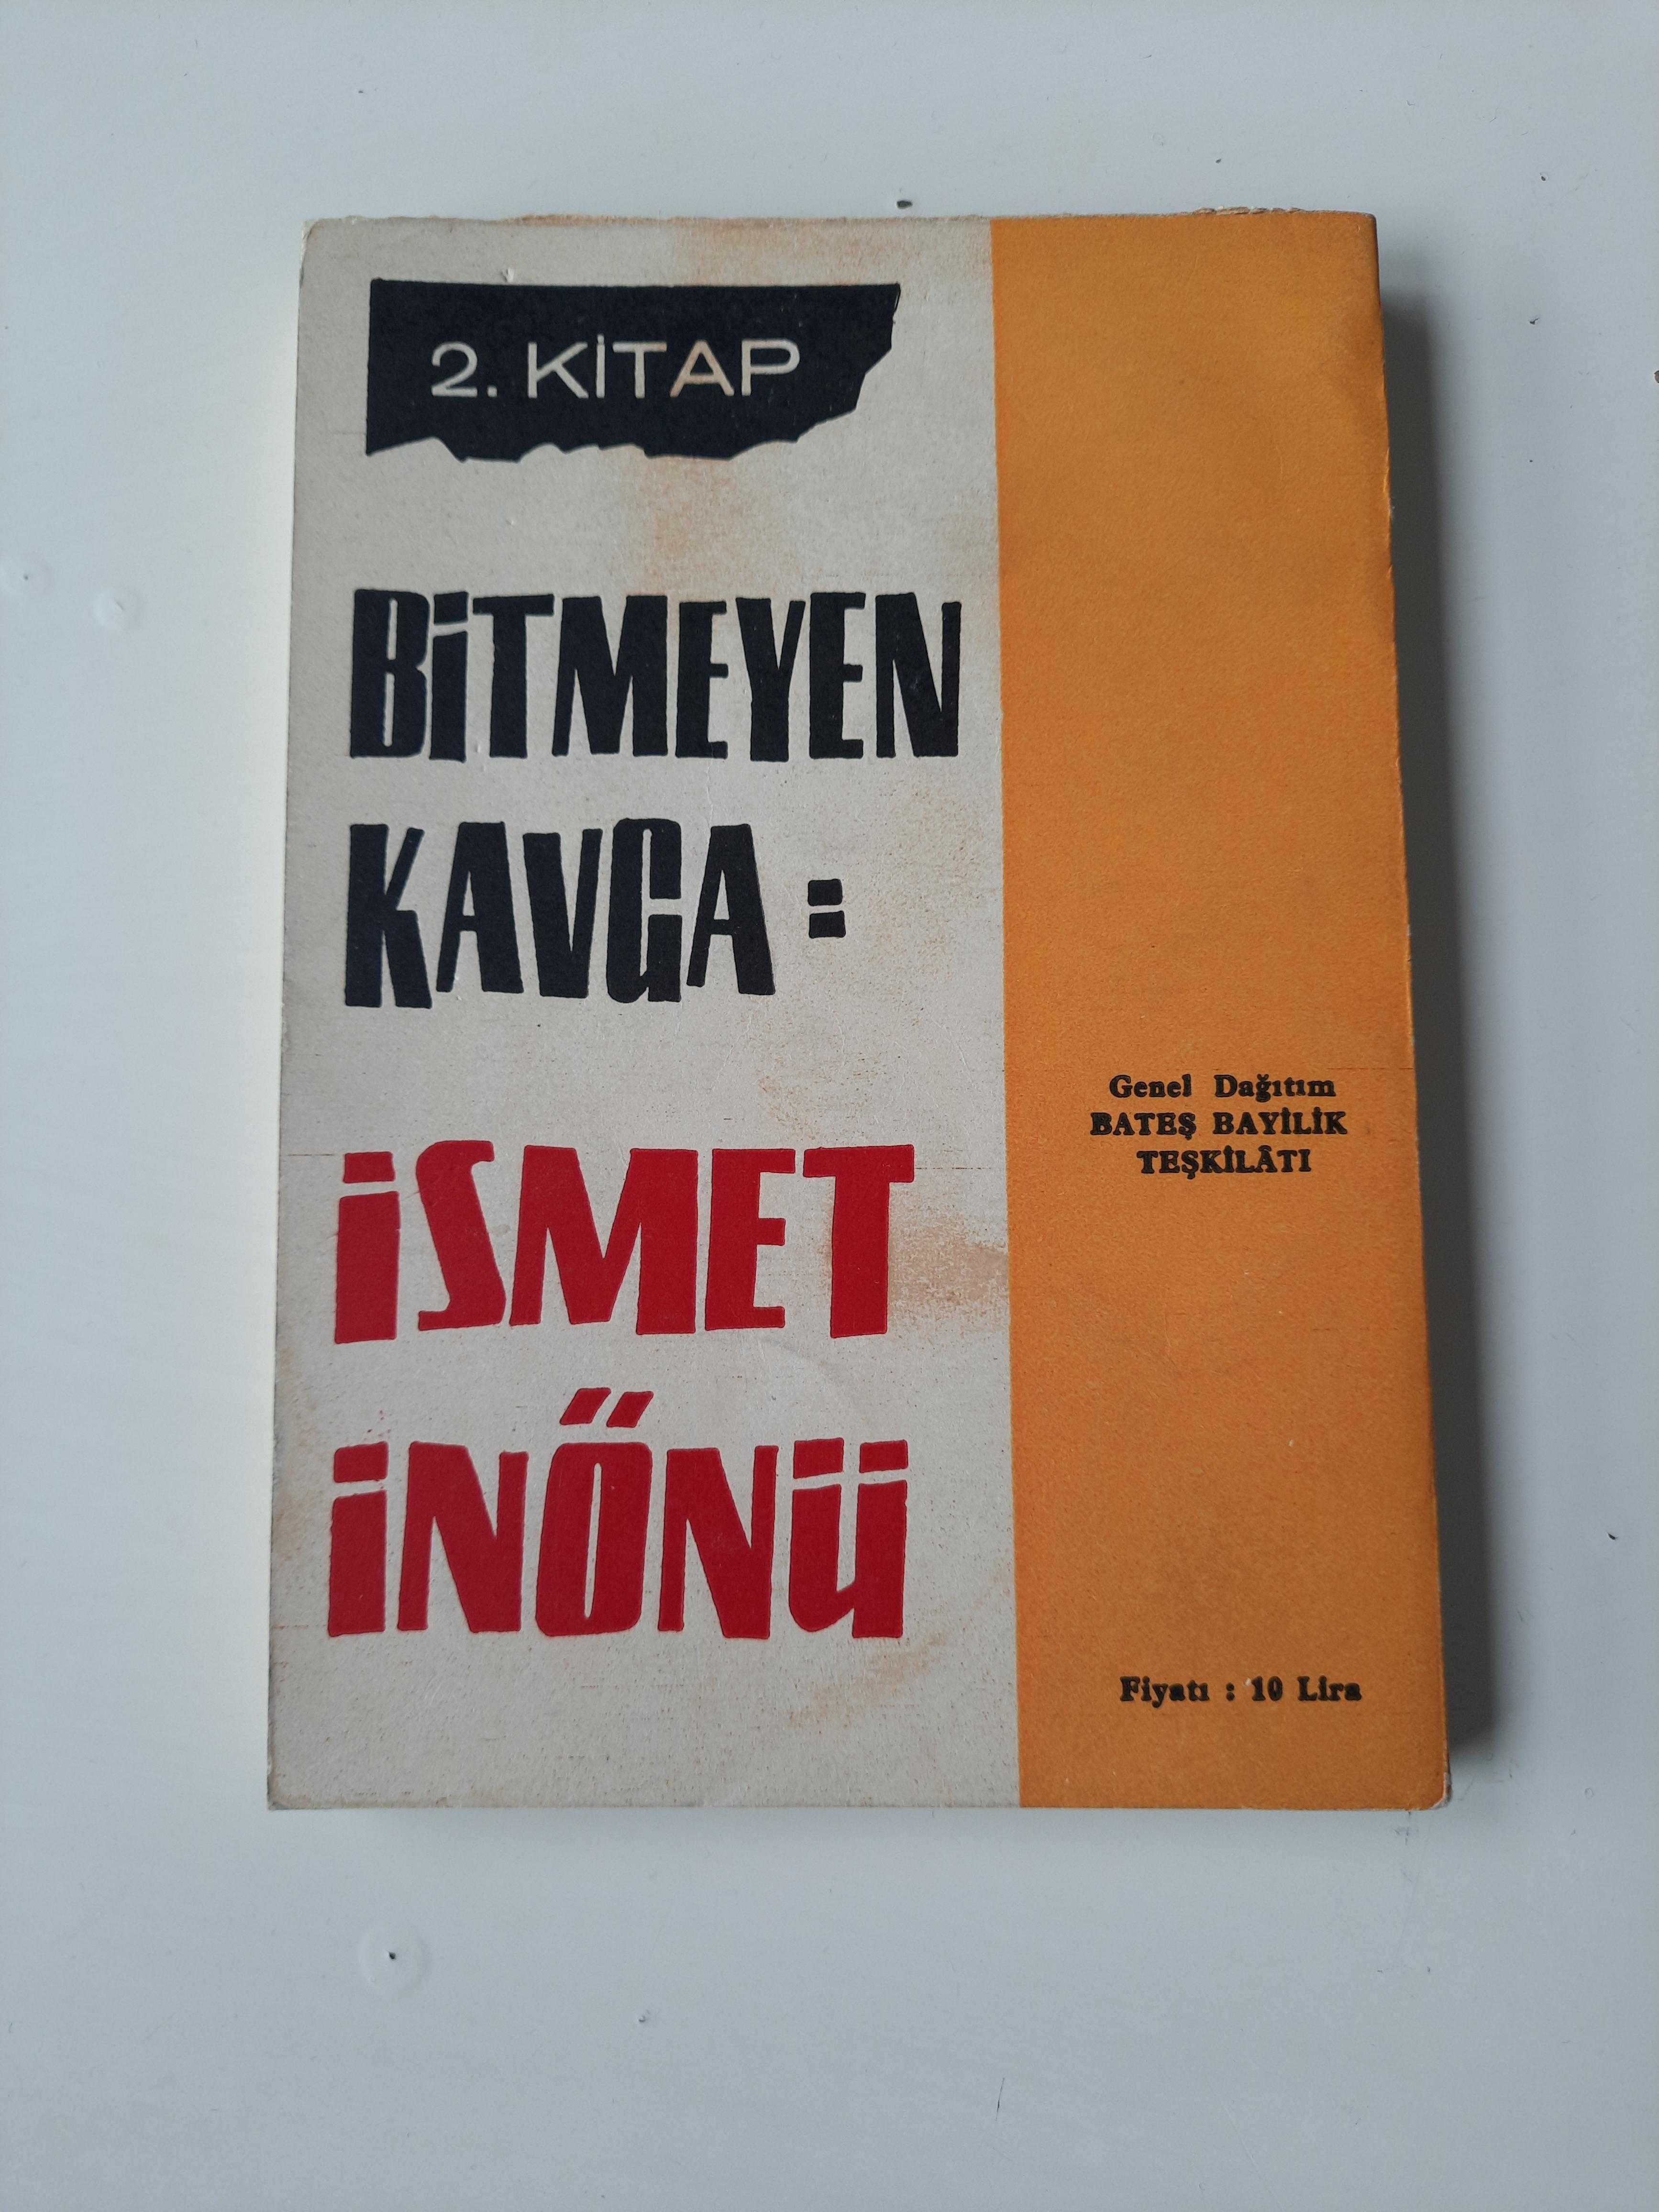 2. KİTAP
BİTMEYEN
KAVGA :
İSMET
İNÖNÜ
Genel Dağıtım
BATEŞ BAYİLİK
TEŞKİLÂTI
Fiyatı : 10 Lira